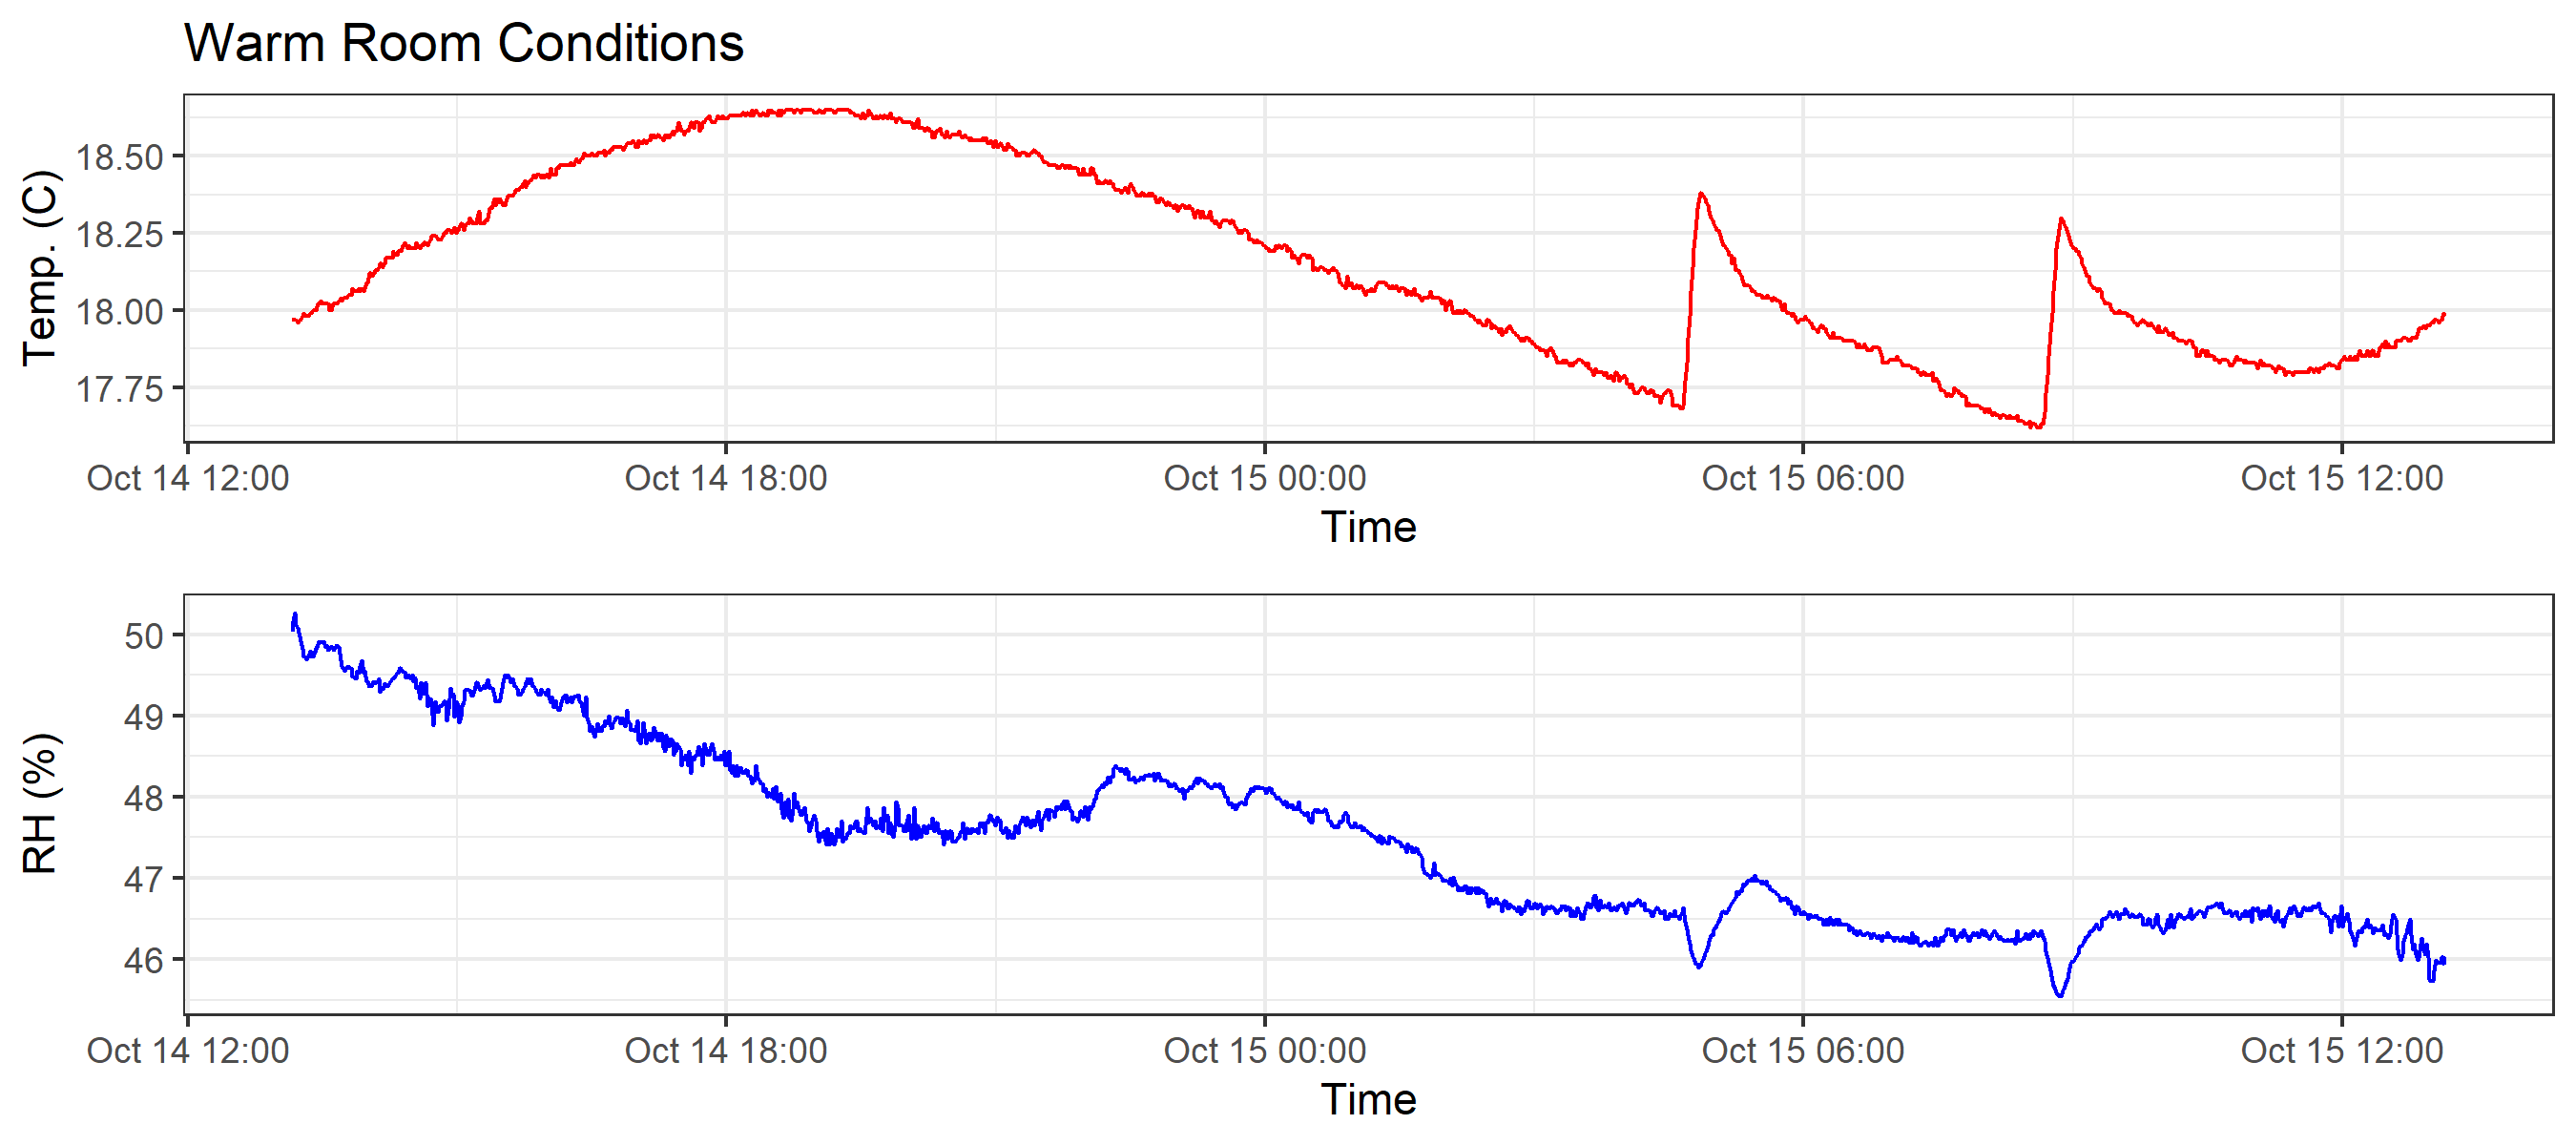 Warm Room Conditions
Temp. (C)
18.50
18.25
18.00
17.75
Oct 14 12:00 Oct 14 18:00 Oct 15 00:00 Oct 15 06:00 Oct 15 12:00
Time
RH (%)
50
49
48
47
46
Oct 14 12:00 Oct 14 18:00 Oct 15 00:00 Oct 15 06:00 Oct 15 12:00
Time